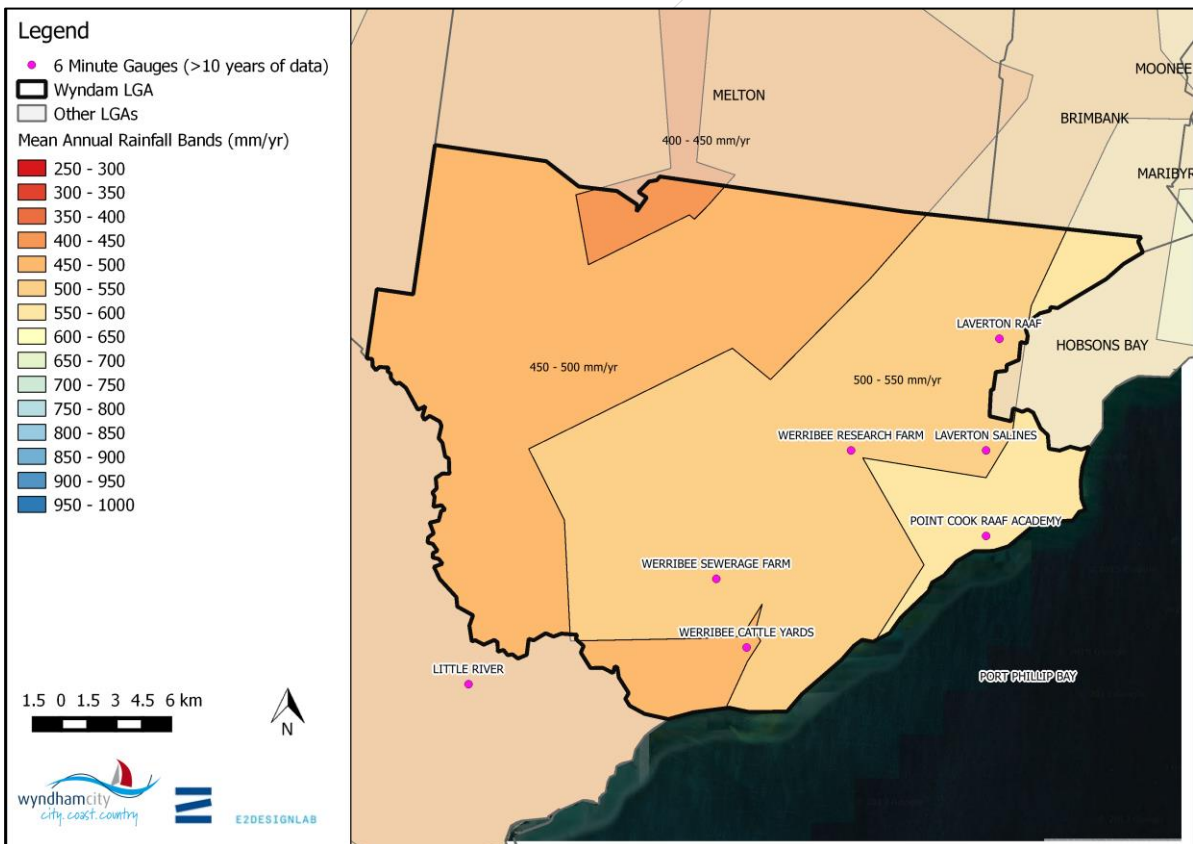 Legend
6 Minute Gauges (>10 years of data)
Wyndam LGA
Other LGAs
Mean Annual Rainfall Bands (mm/yr)
250 - 300
300 - 350
350 - 400
400 - 450
450 - 500
500 - 550
550 - 600
600 - 650
650 - 700
700 - 750
750 - 800
800 - 850
850 - 900
900 - 950
950 - 1000
1.5 0 1.5 3 4.5 6 km
N
wyndhamcity
city. coast. country
E2DESIGNLAB
MOONEE
MELTON
BRIMBANK
400 - 450 mm/yr
MARIBYR
LAVERTON RAAF
HOBSONS BAY
450 - 500 mm/yr
500 - 550 mm/yr
WERRIBEE RESEARCH FARM
LAVERTON SALINES
POINT COOK RAAF ACADEMY
WERRIBEE SEWERAGE FARM
WERRIBEE CATTLE YARDS
LITTLE RIVER
PORT PHILLIP BAY